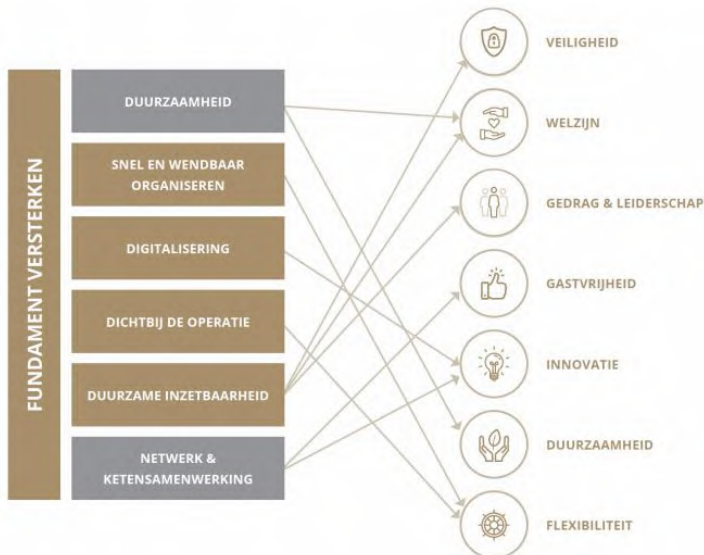 FUNDAMENT VERSTERKEN
DUURZAAMHEID
SNEL EN WENDBAAR
ORGANISEREN
DIGITALISERING
DICHTBIJ DE OPERATIE
DUURZAME INZETBAARHEID
NETWERK &
KETENSAMENWERKING
VEILIGHEID
WELZIJN
GEDRAG & LEIDERSCHAP
GASTVRIJHEID
INNOVATIE
DUURZAAMHEID
FLEXIBILITEIT